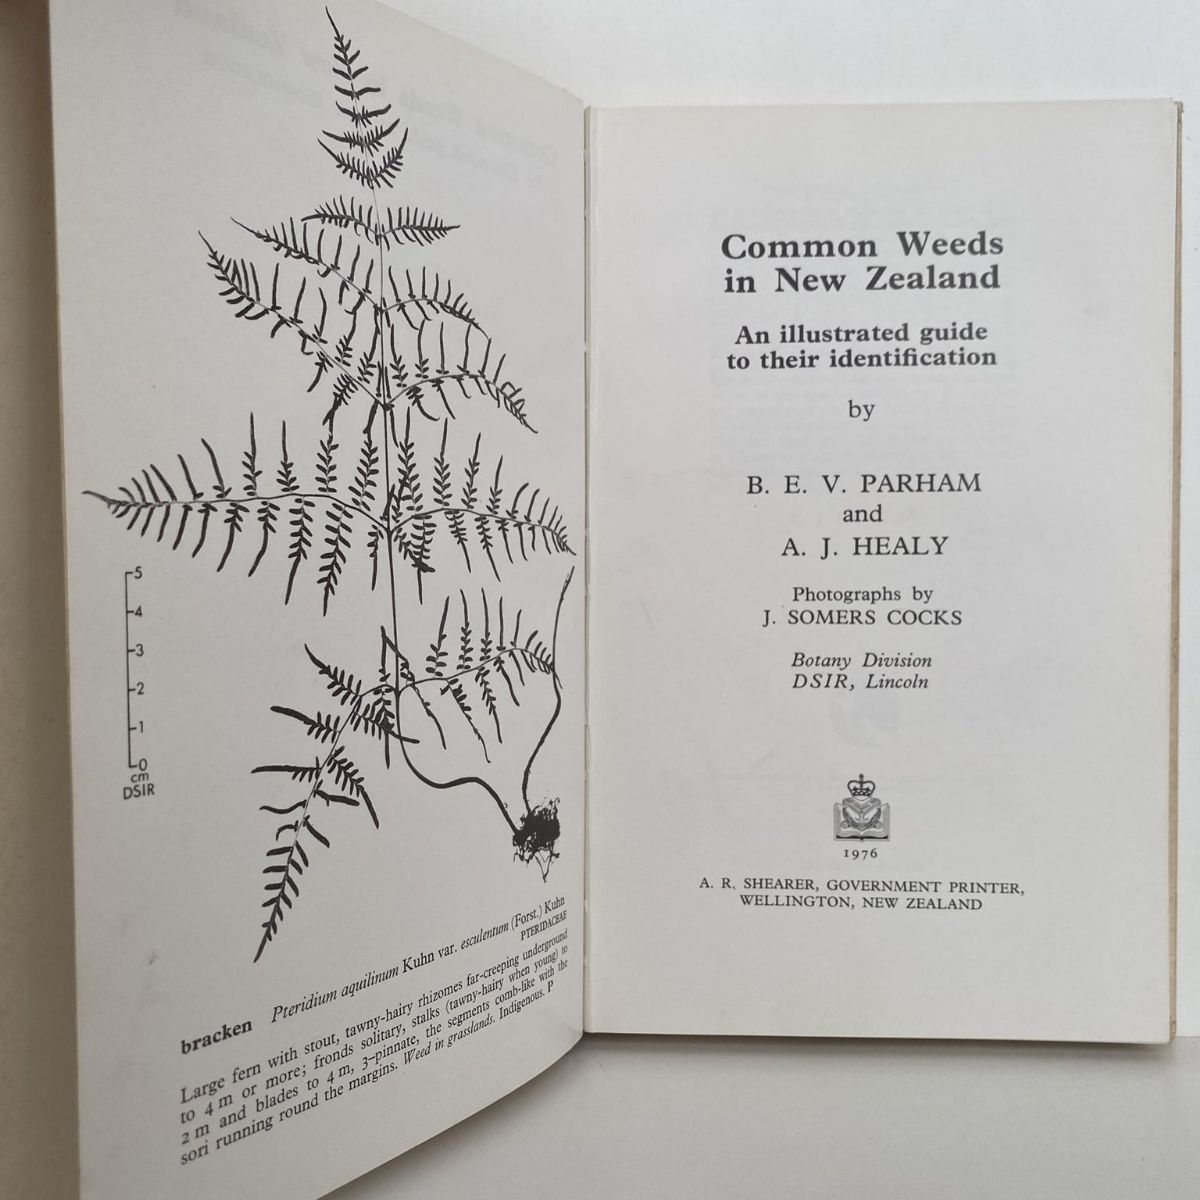 5
4
3
2
1
0
cm
DSIR
bracken Pteridium aquilinum Kuhn var. esculentum (Forst.) Kuhn
PTERIDACEAE
Large fern with stout, tawny-hairy rhizomes far-creeping underground
to 4 m or more; fronds solitary, stalks (tawny-hairy when young) to
2 m and blades to 4 m, 3-pinnate, the segments comb-like with the
sori running round the margins. Weed in grasslands. Indigenous. P
Common Weeds
in New Zealand
An illustrated guide
to their identification
by
B. E. V. PARHAM
and
A. J. HEALY
Photographs by
J. SOMERS COCKS
Botany Division
DSIR, Lincoln
1976
A. R. SHEARER, GOVERNMENT PRINTER,
WELLINGTON, NEW ZEALAND